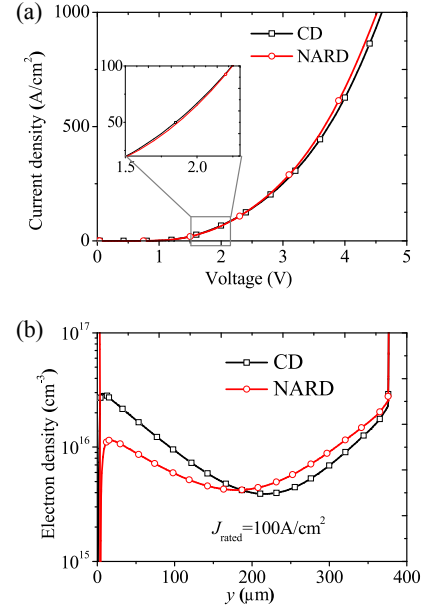 (a)
1000
500
0
Current density (A/cm²)
CD
NARD
100
50
1.5
2.0
0 1 2 3 4 5
Voltage (V)
(b)
10¹⁷
10¹⁶
10¹⁵
Electron density (cm⁻³)
CD
NARD
J_rated=100A/cm²
0 100 200 300 400
y (μm)